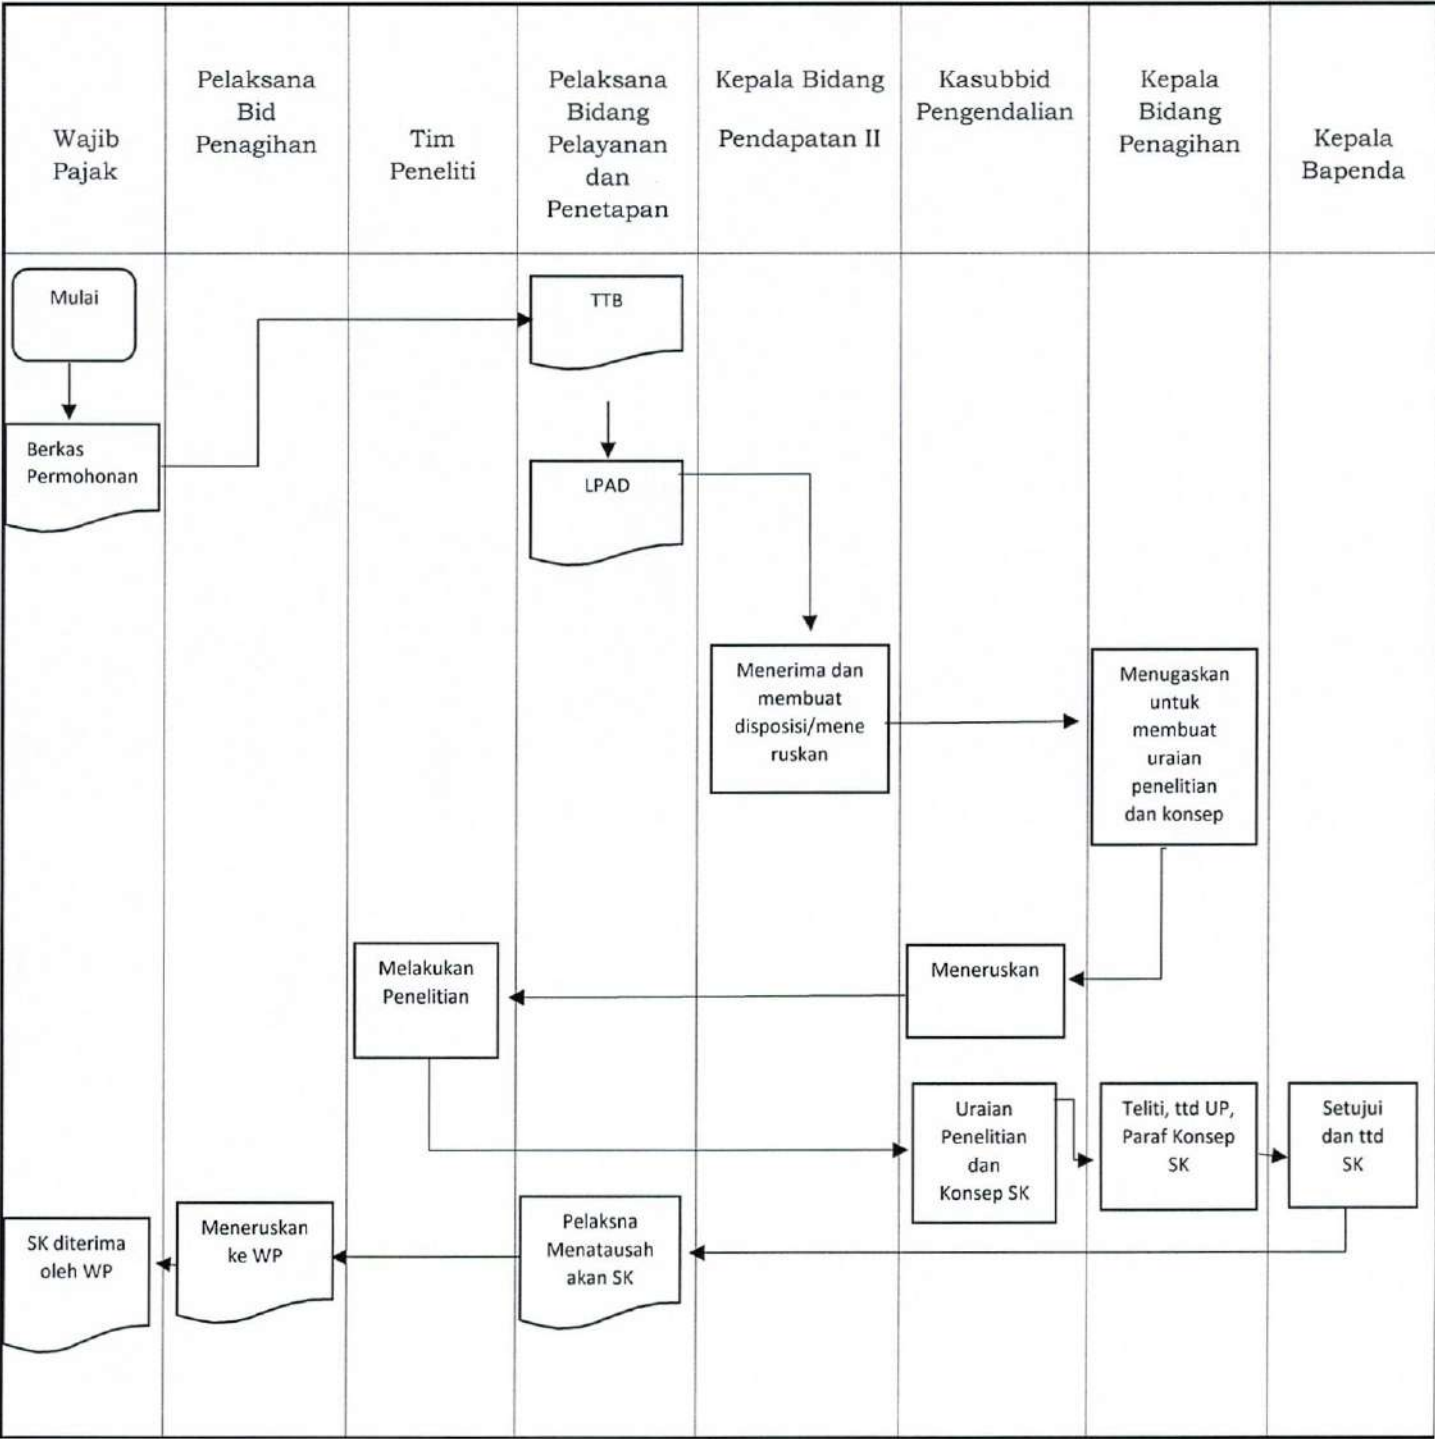 Wajib
Pajak
Pelaksana
Bid
Penagihan
Tim
Peneliti
Pelaksana
Bidang
Pelayanan
dan
Penetapan
Kepala Bidang
Pendapatan II
Kasubbid
Pengendalian
Kepala
Bidang
Penagihan
Kepala
Bapenda
Mulai
TTB
Berkas
Permohonan
LPAD
Menerima dan
membuat
disposisi/mene
ruskan
Menugaskan
untuk
membuat
uraian
penelitian
dan konsep
Meneruskan
Melakukan
Penelitian
Uraian
Penelitian
dan
Konsep SK
Teliti, ttd UP,
Paraf Konsep
SK
Setujui
dan ttd
SK
Pelaksna
Menatausah
akan SK
Meneruskan
ke WP
SK diterima
oleh WP